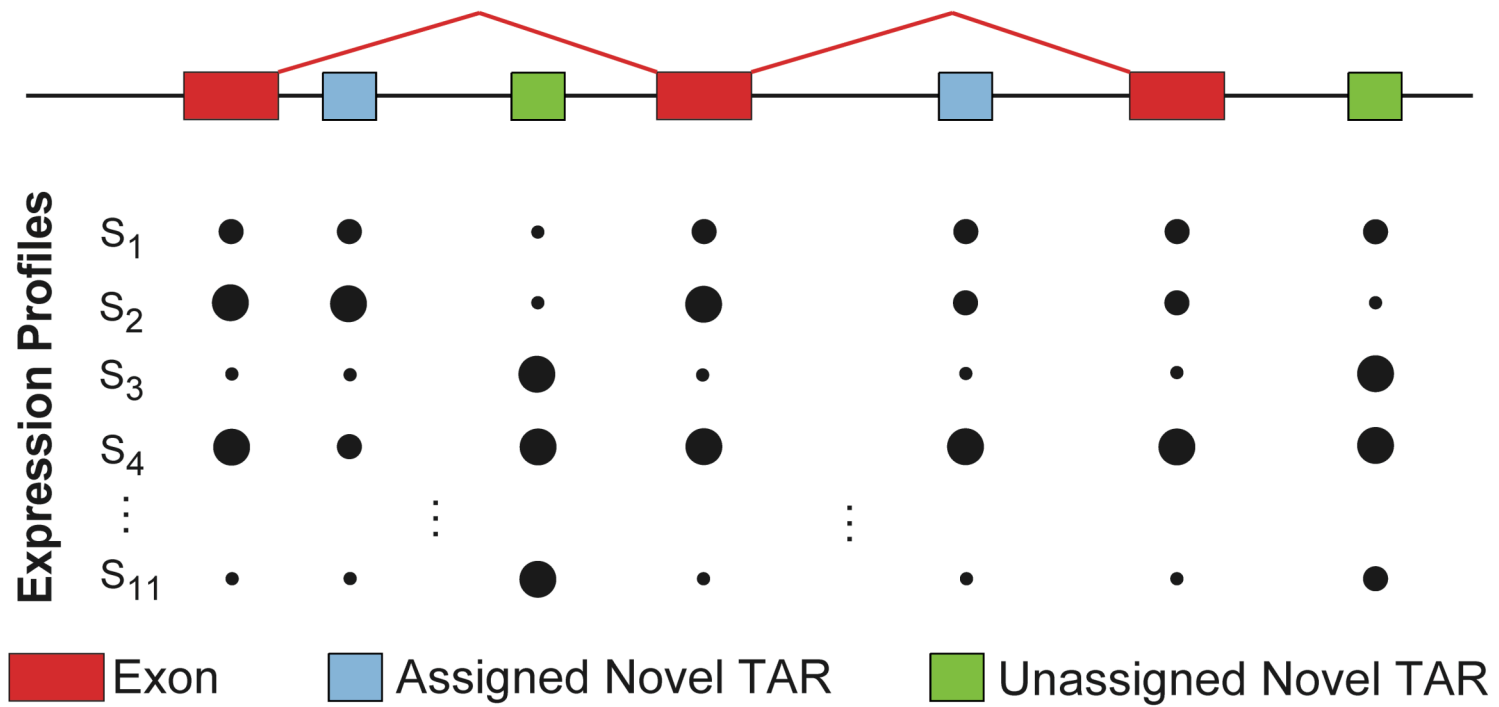 Expression Profiles
S1
S2
S3
S4
S11
Exon
Assigned Novel TAR
Unassigned Novel TAR